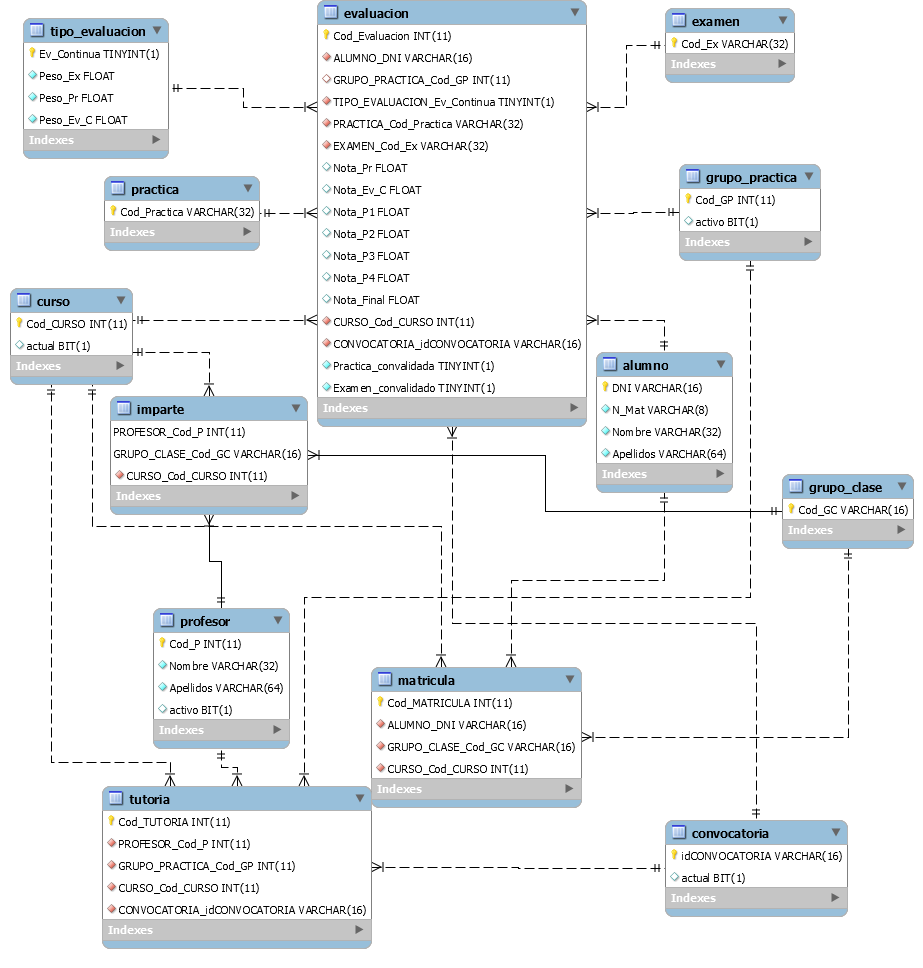 tipo_evaluacion
Ev_Continua TINYINT(1)
Peso_Ex FLOAT
Peso_Pr FLOAT
Peso_Ev_C FLOAT
Indexes
evaluacion
Cod_Evaluacion INT(11)
ALUMNO_DNI VARCHAR(16)
GRUPO_PRACTICA_Cod_GP INT(11)
TIPO_EVALUACION_Ev_Continua TINYINT(1)
PRACTICA_Cod_Practica VARCHAR(32)
EXAMEN_Cod_Ex VARCHAR(32)
Nota_Pr FLOAT
Nota_Ev_C FLOAT
Nota_P1 FLOAT
Nota_P2 FLOAT
Nota_P3 FLOAT
Nota_P4 FLOAT
Nota_Final FLOAT
CURSO_Cod_CURSO INT(11)
CONVOCATORIA_idCONVOCATORIA VARCHAR(16)
Practica_convalidada TINYINT(1)
Examen_convalidado TINYINT(1)
Indexes
examen
Cod_Ex VARCHAR(32)
Indexes
practica
Cod_Practica VARCHAR(32)
Indexes
grupo_practica
Cod_GP INT(11)
activo BIT(1)
Indexes
curso
Cod_CURSO INT(11)
actual BIT(1)
Indexes
imparte
PROFESOR_Cod_P INT(11)
GRUPO_CLASE_Cod_GC VARCHAR(16)
CURSO_Cod_CURSO INT(11)
Indexes
alumno
DNI VARCHAR(16)
N_Mat VARCHAR(8)
Nombre VARCHAR(32)
Apellidos VARCHAR(64)
Indexes
grupo_clase
Cod_GC VARCHAR(16)
Indexes
profesor
Cod_P INT(11)
Nombre VARCHAR(32)
Apellidos VARCHAR(64)
activo BIT(1)
Indexes
matricula
Cod_MATRICULA INT(11)
ALUMNO_DNI VARCHAR(16)
GRUPO_CLASE_Cod_GC VARCHAR(16)
CURSO_Cod_CURSO INT(11)
Indexes
tutoria
Cod_TUTORIA INT(11)
PROFESOR_Cod_P INT(11)
GRUPO_PRACTICA_Cod_GP INT(11)
CURSO_Cod_CURSO INT(11)
CONVOCATORIA_idCONVOCATORIA VARCHAR(16)
Indexes
convocatoria
idCONVOCATORIA VARCHAR(16)
actual BIT(1)
Indexes